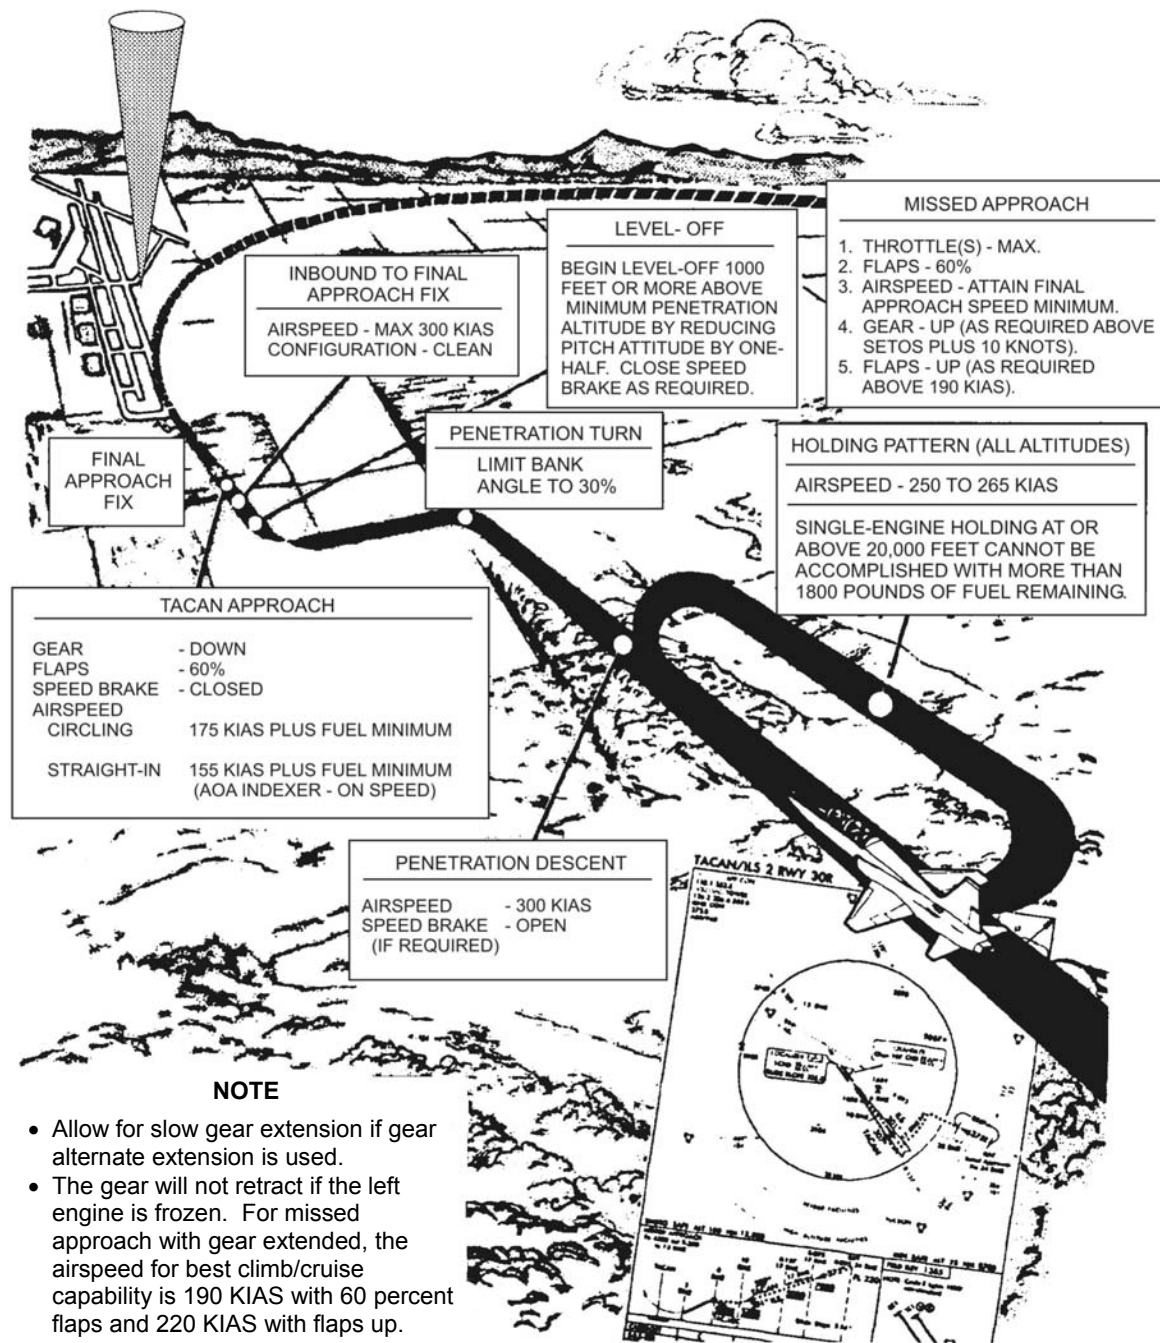 MISSED APPROACH
1. THROTTLE(S) - MAX.
2. FLAPS - 60%
3. AIRSPEED - ATTAIN FINAL
APPROACH SPEED MINIMUM.
4. GEAR - UP (AS REQUIRED ABOVE
SETOS PLUS 10 KNOTS).
5. FLAPS - UP (AS REQUIRED
ABOVE 190 KIAS).
LEVEL- OFF
BEGIN LEVEL-OFF 1000
FEET OR MORE ABOVE
MINIMUM PENETRATION
ALTITUDE BY REDUCING
PITCH ATTITUDE BY ONE-
HALF. CLOSE SPEED
BRAKE AS REQUIRED.
INBOUND TO FINAL
APPROACH FIX
AIRSPEED - MAX 300 KIAS
CONFIGURATION - CLEAN
PENETRATION TURN
LIMIT BANK
ANGLE TO 30%
HOLDING PATTERN (ALL ALTITUDES)
AIRSPEED - 250 TO 265 KIAS
SINGLE-ENGINE HOLDING AT OR
ABOVE 20,000 FEET CANNOT BE
ACCOMPLISHED WITH MORE THAN
1800 POUNDS OF FUEL REMAINING.
FINAL
APPROACH
FIX
TACAN APPROACH
GEAR - DOWN
FLAPS - 60%
SPEED BRAKE - CLOSED
AIRSPEED
CIRCLING 175 KIAS PLUS FUEL MINIMUM
STRAIGHT-IN 155 KIAS PLUS FUEL MINIMUM
(AOA INDEXER - ON SPEED)
PENETRATION DESCENT
AIRSPEED - 300 KIAS
SPEED BRAKE - OPEN
(IF REQUIRED)
TACAN/ILS 2 RWY 30R
NOTE
• Allow for slow gear extension if gear
alternate extension is used.
• The gear will not retract if the left
engine is frozen. For missed
approach with gear extended, the
airspeed for best climb/cruise
capability is 190 KIAS with 60 percent
flaps and 220 KIAS with flaps up.